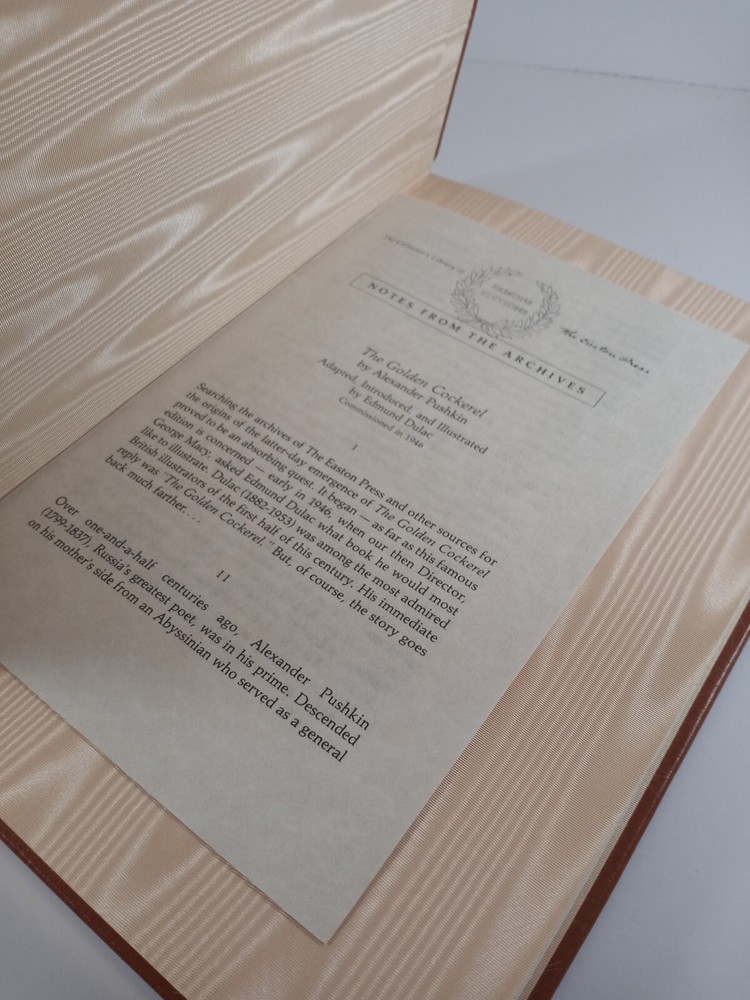 The Collector's Library of
FAMOUS
EDITIONS
The Easton Press
NOTES FROM THE ARCHIVES
The Golden Cockerel
by Alexander Pushkin
Adapted, Introduced, and Illustrated
by Edmund Dulac
Commissioned in 1946
I
Searching the archives of The Easton Press and other sources for
the origins of the latter-day emergence of The Golden Cockerel
proved to be an absorbing quest. It began — as far as this famous
edition is concerned — early in 1946, when our then Director,
George Macy, asked Edmund Dulac what book he would most
like to illustrate. Dulac (1882-1953) was among the most admired
British illustrators of the first half of this century. His immediate
reply was "The Golden Cockerel." But, of course, the story goes
back much farther. . . .
II
Over one-and-a-half centuries ago, Alexander Pushkin
(1799-1837), Russia's greatest poet, was in his prime. Descended
on his mother's side from an Abyssinian who served as a general